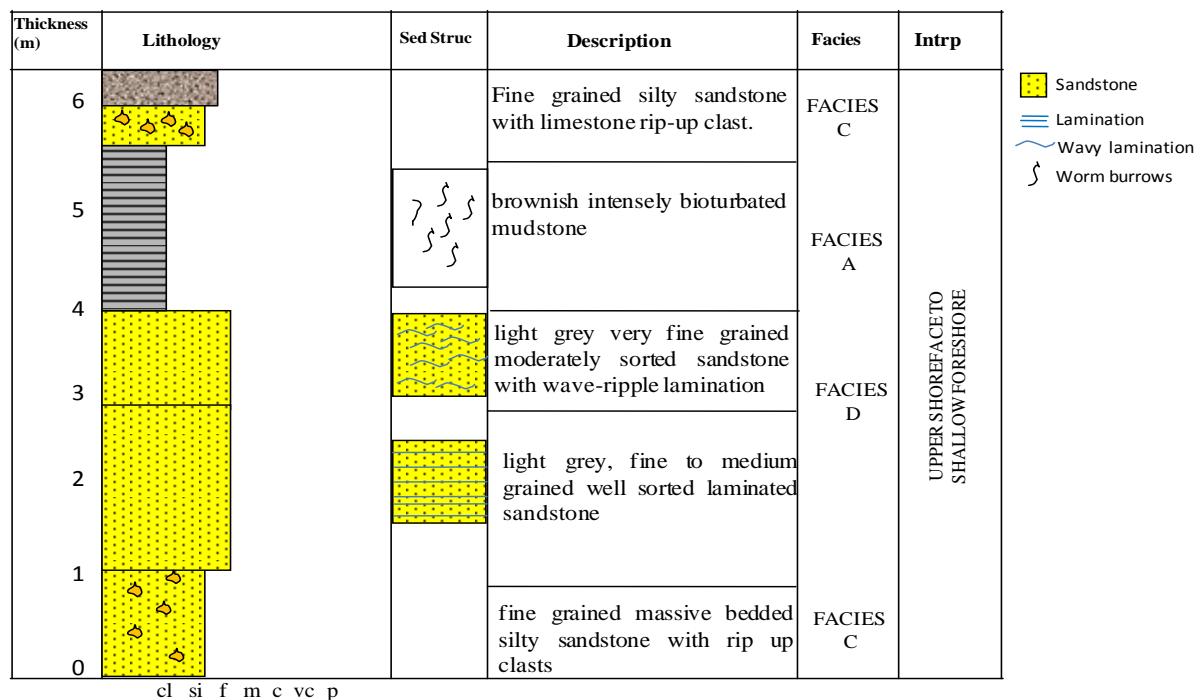 Thickness (m)
Lithology
Sed Struc
Description
Facies
Intrp
6
Fine grained silty sandstone
with limestone rip-up clast.
FACIES
C
5
brownish intensely bioturbated
mudstone
FACIES
A
4
light grey very fine grained
moderately sorted sandstone
with wave-ripple lamination
3
FACIES
D
2
light grey, fine to medium
grained well sorted laminated
sandstone
1
fine grained massive bedded
silty sandstone with rip up
clasts
FACIES
C
0
UPPER SHOREFACE TO
SHALLOW FORESHORE
cl si f m c vc p
Sandstone
Lamination
Wavy lamination
Worm burrows